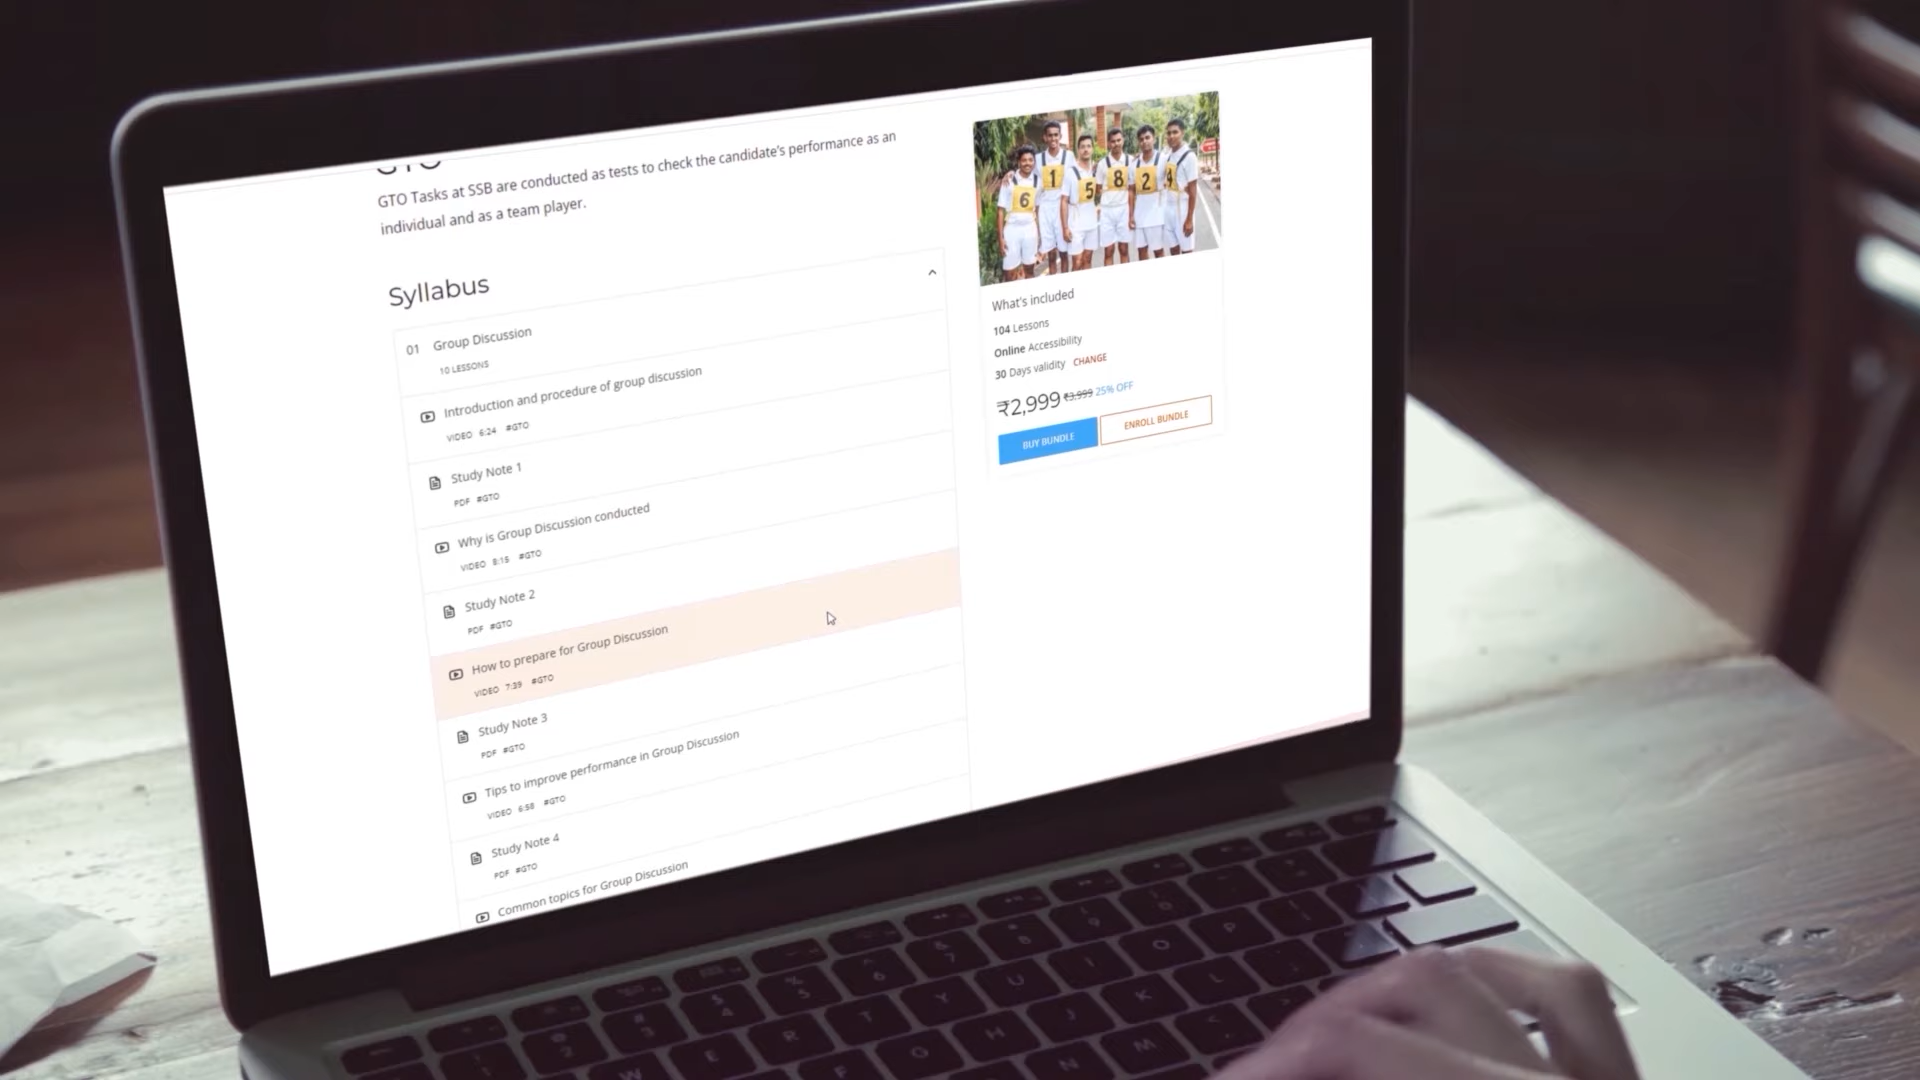 GTO
GTO Tasks at SSB are conducted as tests to check the candidate's performance as an
individual and as a team player.
Syllabus
01 Group Discussion
10 LESSONS
Introduction and procedure of group discussion
VIDEO 6:24 #GTO
Study Note 1
PDF #GTO
Why is Group Discussion conducted
VIDEO 8:15 #GTO
Study Note 2
PDF #GTO
How to prepare for Group Discussion
VIDEO 7:39 #GTO
Study Note 3
PDF #GTO
Tips to improve performance in Group Discussion
VIDEO 6:58 #GTO
Study Note 4
PDF #GTO
Common topics for Group Discussion
6 1 5 8 2 4
What's included
104 Lessons
Online Accessibility
30 Days validity CHANGE
₹2,999 ₹3,999 25% OFF
BUY BUNDLE ENROLL BUNDLE